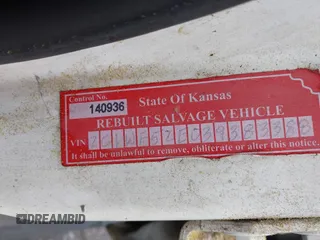 Control No.
140936
State Of Kansas
REBUILT SALVAGE VEHICLE
VIN
It shall be unlawful to remove, obliterate or alter this notice.
DREAMBID